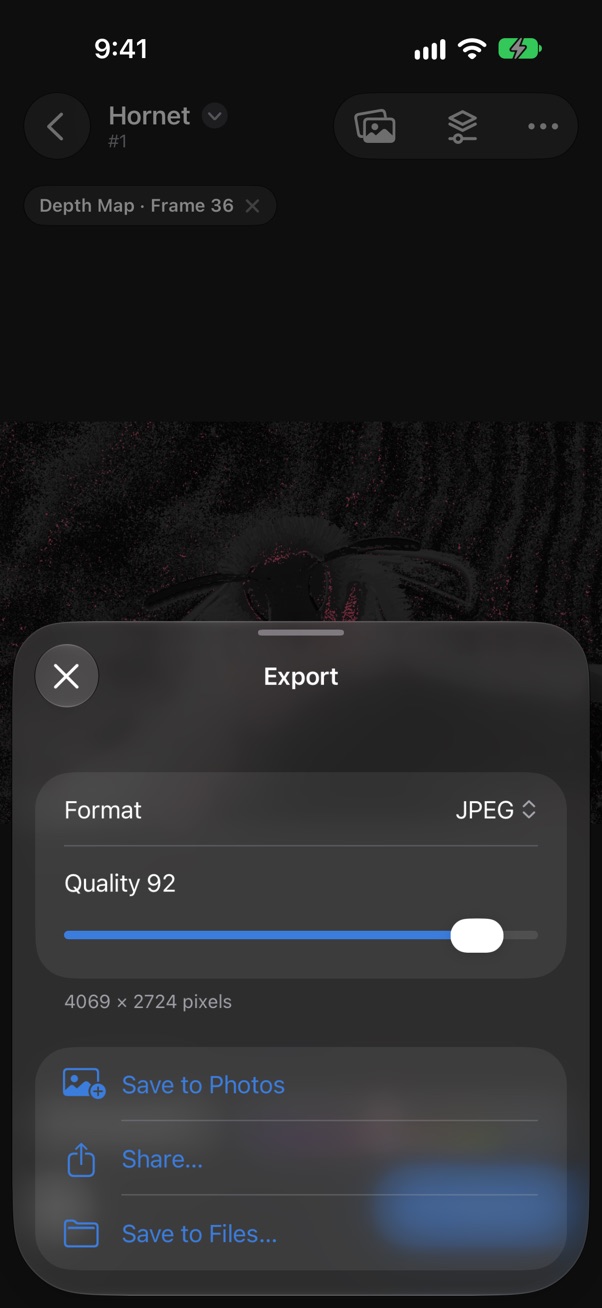 9:41
Hornet
#1
Depth Map · Frame 36
Export
Format
JPEG
Quality 92
4069 × 2724 pixels
Save to Photos
Share...
Save to Files...